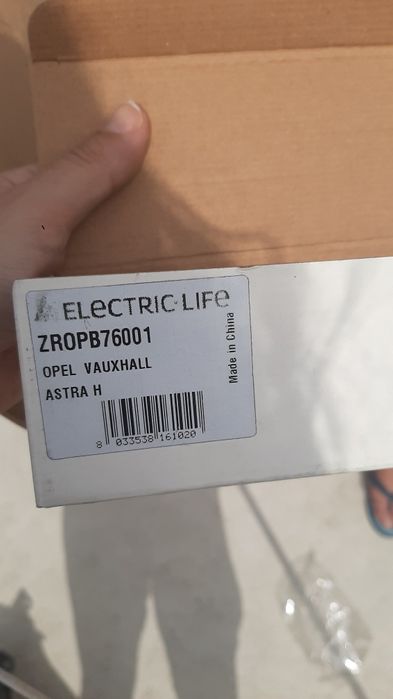 ELECTRIC LIFE
ZROPB76001
OPEL VAUXHALL
ASTRA H
Made in China
8 033538 161020